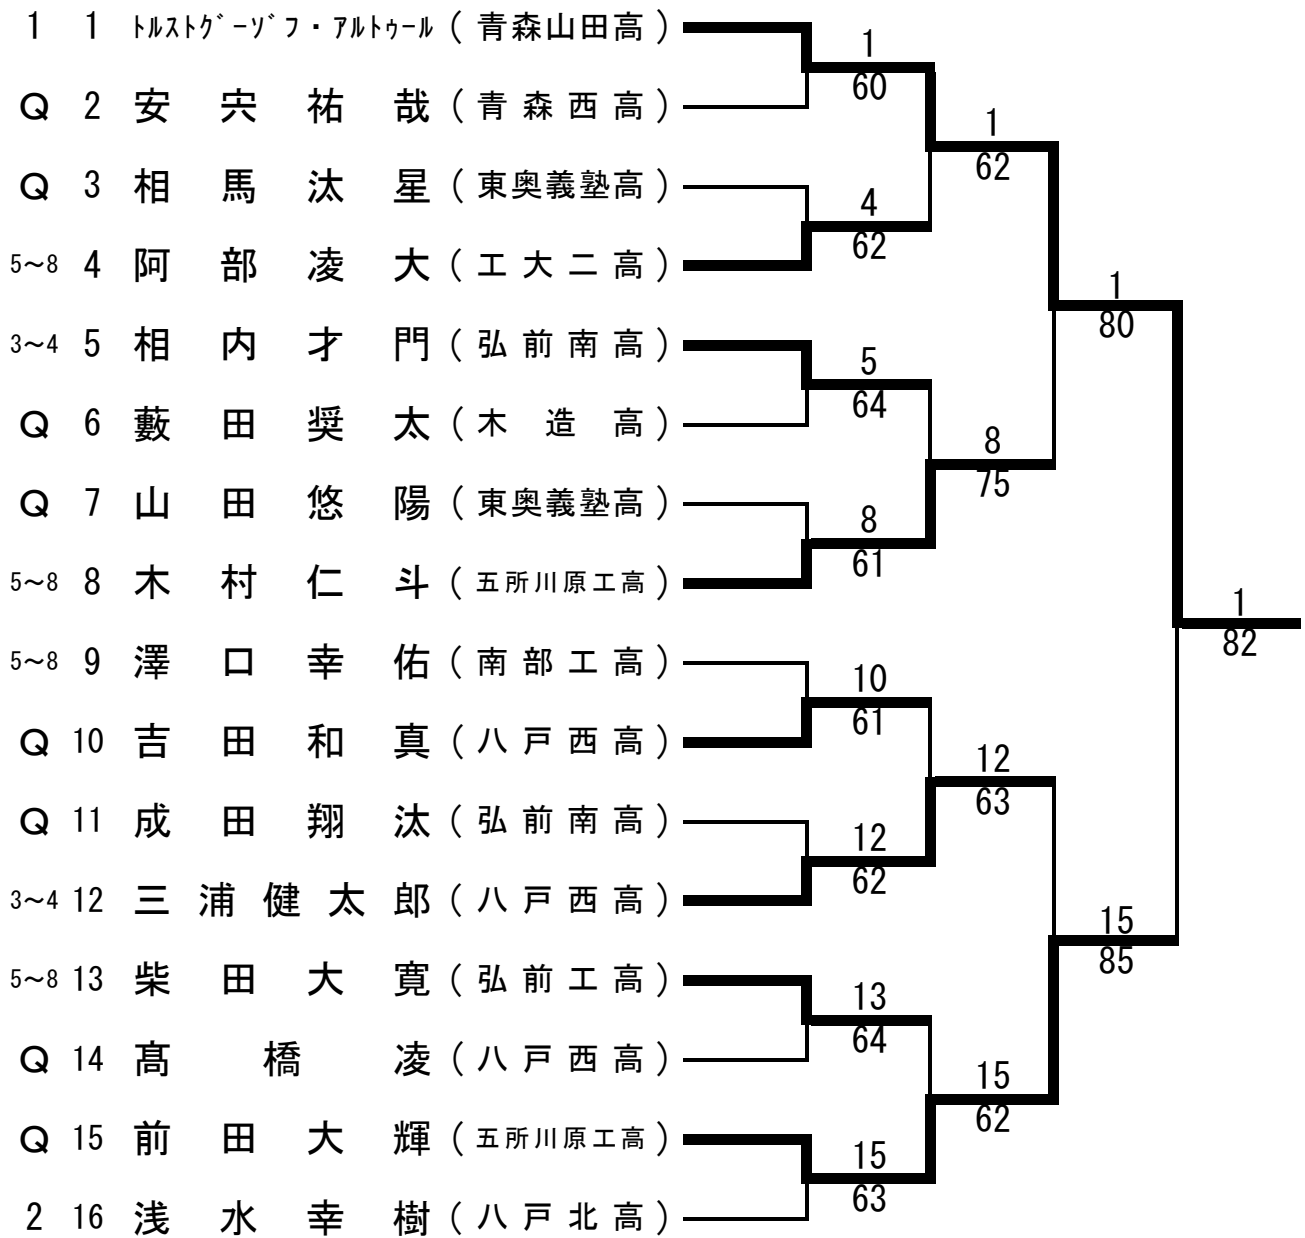 1 1 ﾄﾙｽﾄｸﾞｰｿﾞﾌ・ｱﾙﾄｩｰﾙ (青森山田高)
1
60
Q 2 安宍祐哉 (青森西高)
1
62
Q 3 相馬汰星 (東奥義塾高)
4
62
5~8 4 阿部凌大 (工大二高)
1
80
3~4 5 相内才門 (弘前南高)
5
64
Q 6 藪田奨太 (木造高)
8
75
Q 7 山田悠陽 (東奥義塾高)
8
61
5~8 8 木村仁斗 (五所川原工高)
1
82
5~8 9 澤口幸佑 (南部工高)
10
61
Q 10 吉田和真 (八戸西高)
12
63
Q 11 成田翔汰 (弘前南高)
12
62
3~4 12 三浦健太郎 (八戸西高)
15
85
5~8 13 柴田大寛 (弘前工高)
13
64
Q 14 髙橋凌 (八戸西高)
15
62
Q 15 前田大輝 (五所川原工高)
15
63
2 16 浅水幸樹 (八戸北高)